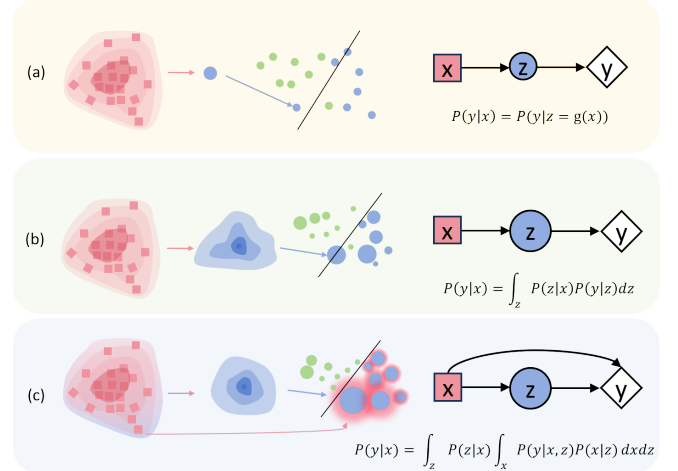 (a)
x z y
P(y|x) = P(y|z = g(x))
(b)
x z y
P(y|x) = ∫_z P(z|x)P(y|z)dz
(c)
x z y
P(y|x) = ∫_z P(z|x) ∫_x P(y|x, z)P(x|z) dxdz